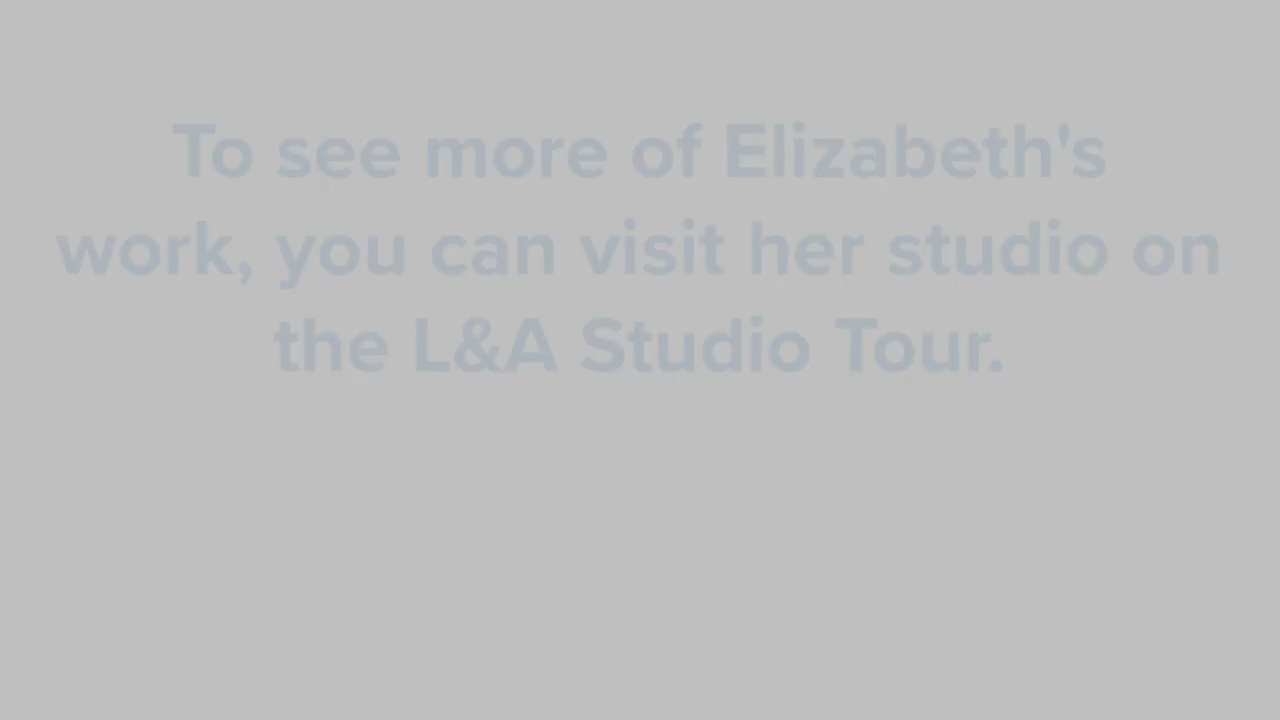 To see more of Elizabeth's
work, you can visit her studio on
the L&A Studio Tour.